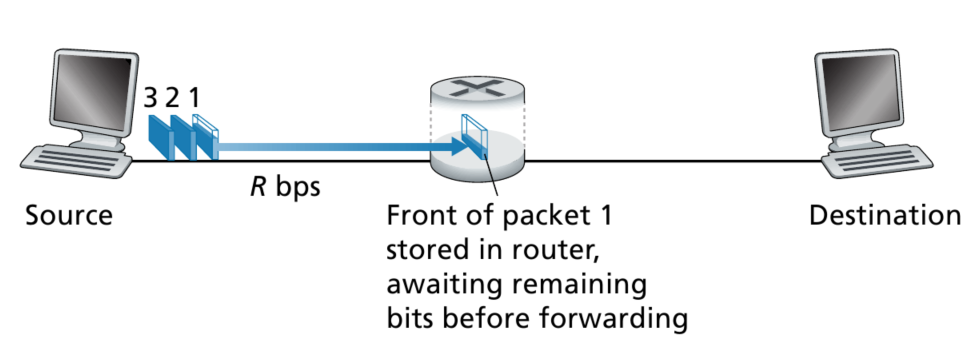 3 2 1
R bps
Source
Front of packet 1
stored in router,
awaiting remaining
bits before forwarding
Destination